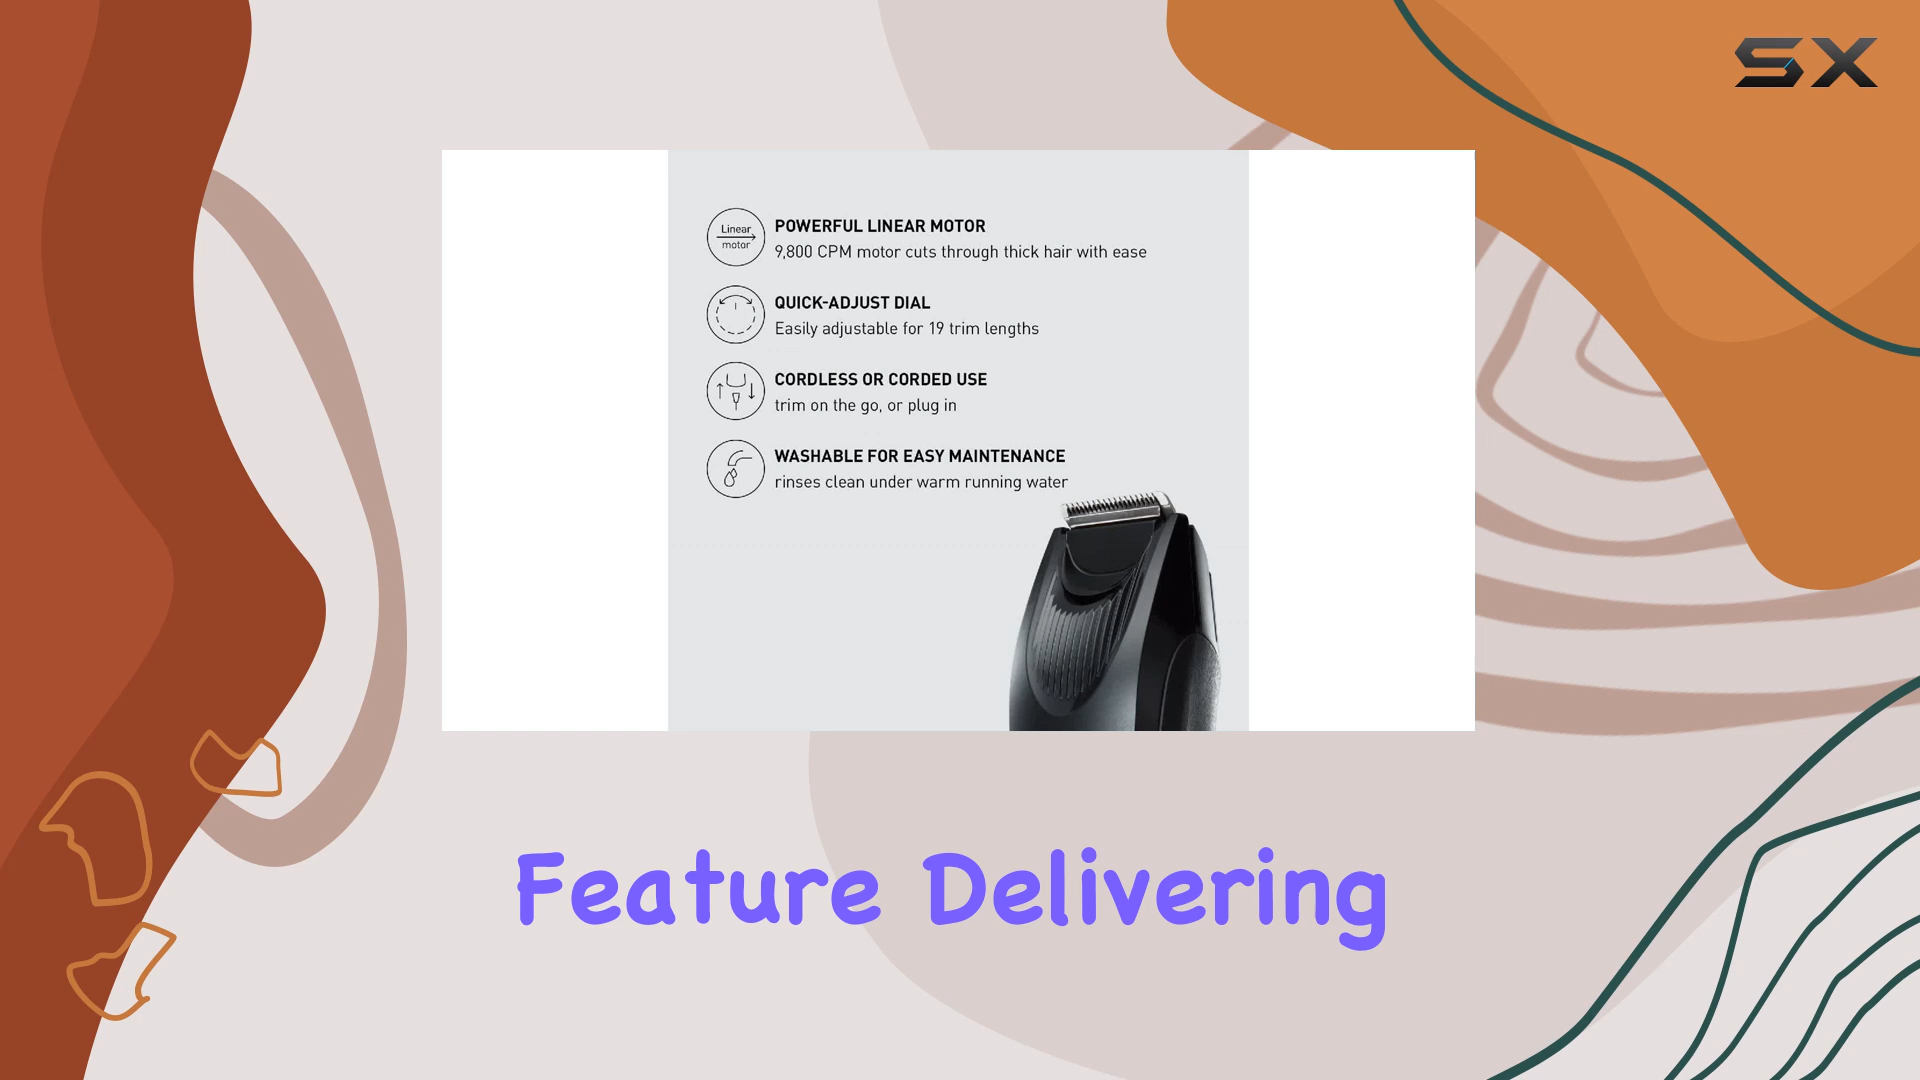 SX
Linear
motor
POWERFUL LINEAR MOTOR
9,800 CPM motor cuts through thick hair with ease
QUICK-ADJUST DIAL
Easily adjustable for 19 trim lengths
CORDLESS OR CORDED USE
trim on the go, or plug in
WASHABLE FOR EASY MAINTENANCE
rinses clean under warm running water
Feature Delivering